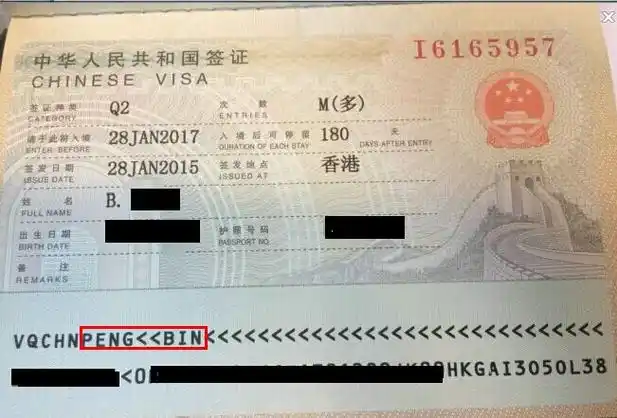 I6165957
中华人民共和国签证
CHINESE VISA
签证种类 Q2 次数 M(多)
CATEGORY ENTRIES
请于此前入境 28JAN2017 入境后可停留 180 天
ENTER BEFORE DURATION OF EACH STAY DAYS AFTER ENTRY
签发日期 28JAN2015 签发地点 香港
ISSUE DATE ISSUED AT
姓名 B.
FULL NAME
出生日期 护照号码
BIRTH DATE PASSPORT NO.
备注
REMARKS
VQCHNPENG<<BIN<<<<<<<<<<<<<<<<<<<<<<<<<<<<<<
<0 HKGAI3050L38